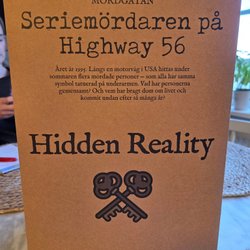 MORDGÅTAN
Seriemördaren på
Highway 56
Året är 1995. Längs en motorväg i USA hittas under
sommaren flera mördade personer – som alla har samma
symbol tatuerad på underarmen. Vad har personerna
gemensamt? Och vem har bragt dom om livet och
kommit undan efter så många år?
Hidden Reality